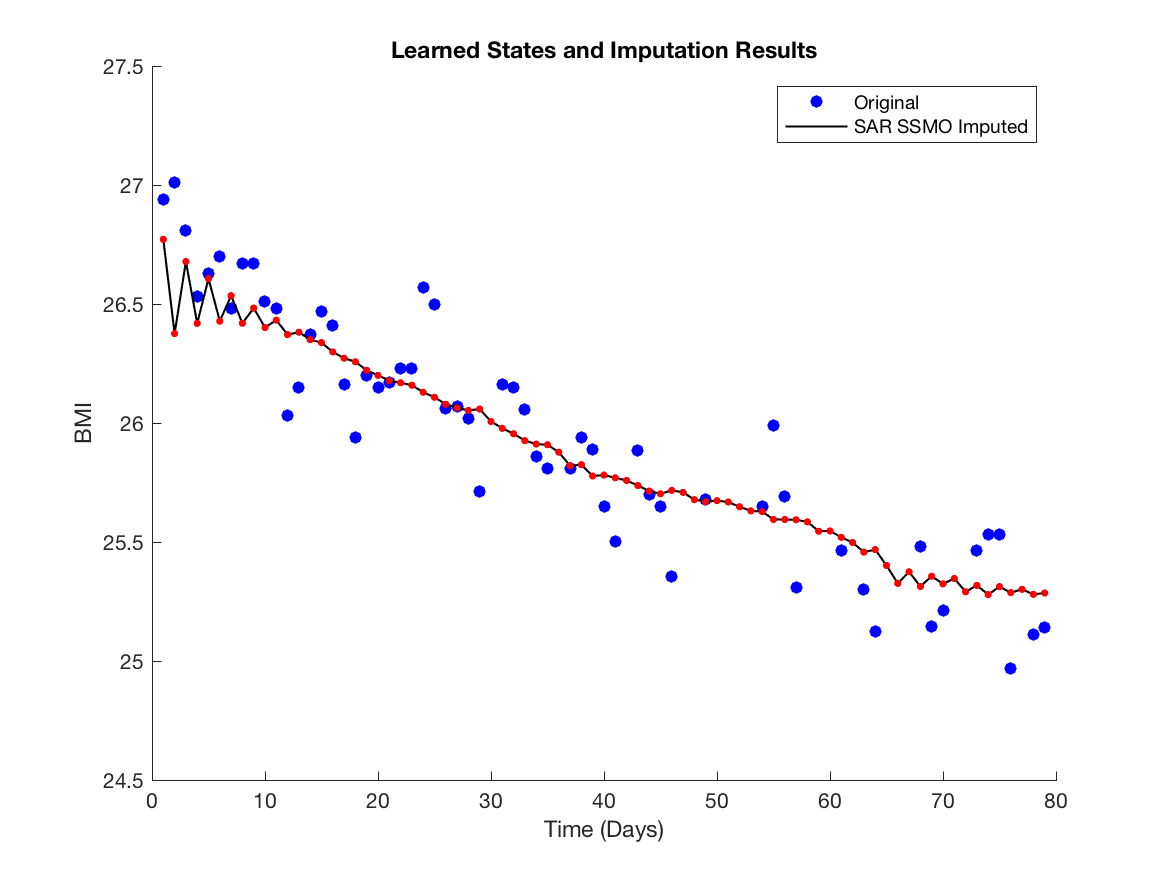 Learned States and Imputation Results
Original
SAR SSMO Imputed
BMI
27.5
27
26.5
26
25.5
25
24.5
0 10 20 30 40 50 60 70 80
Time (Days)